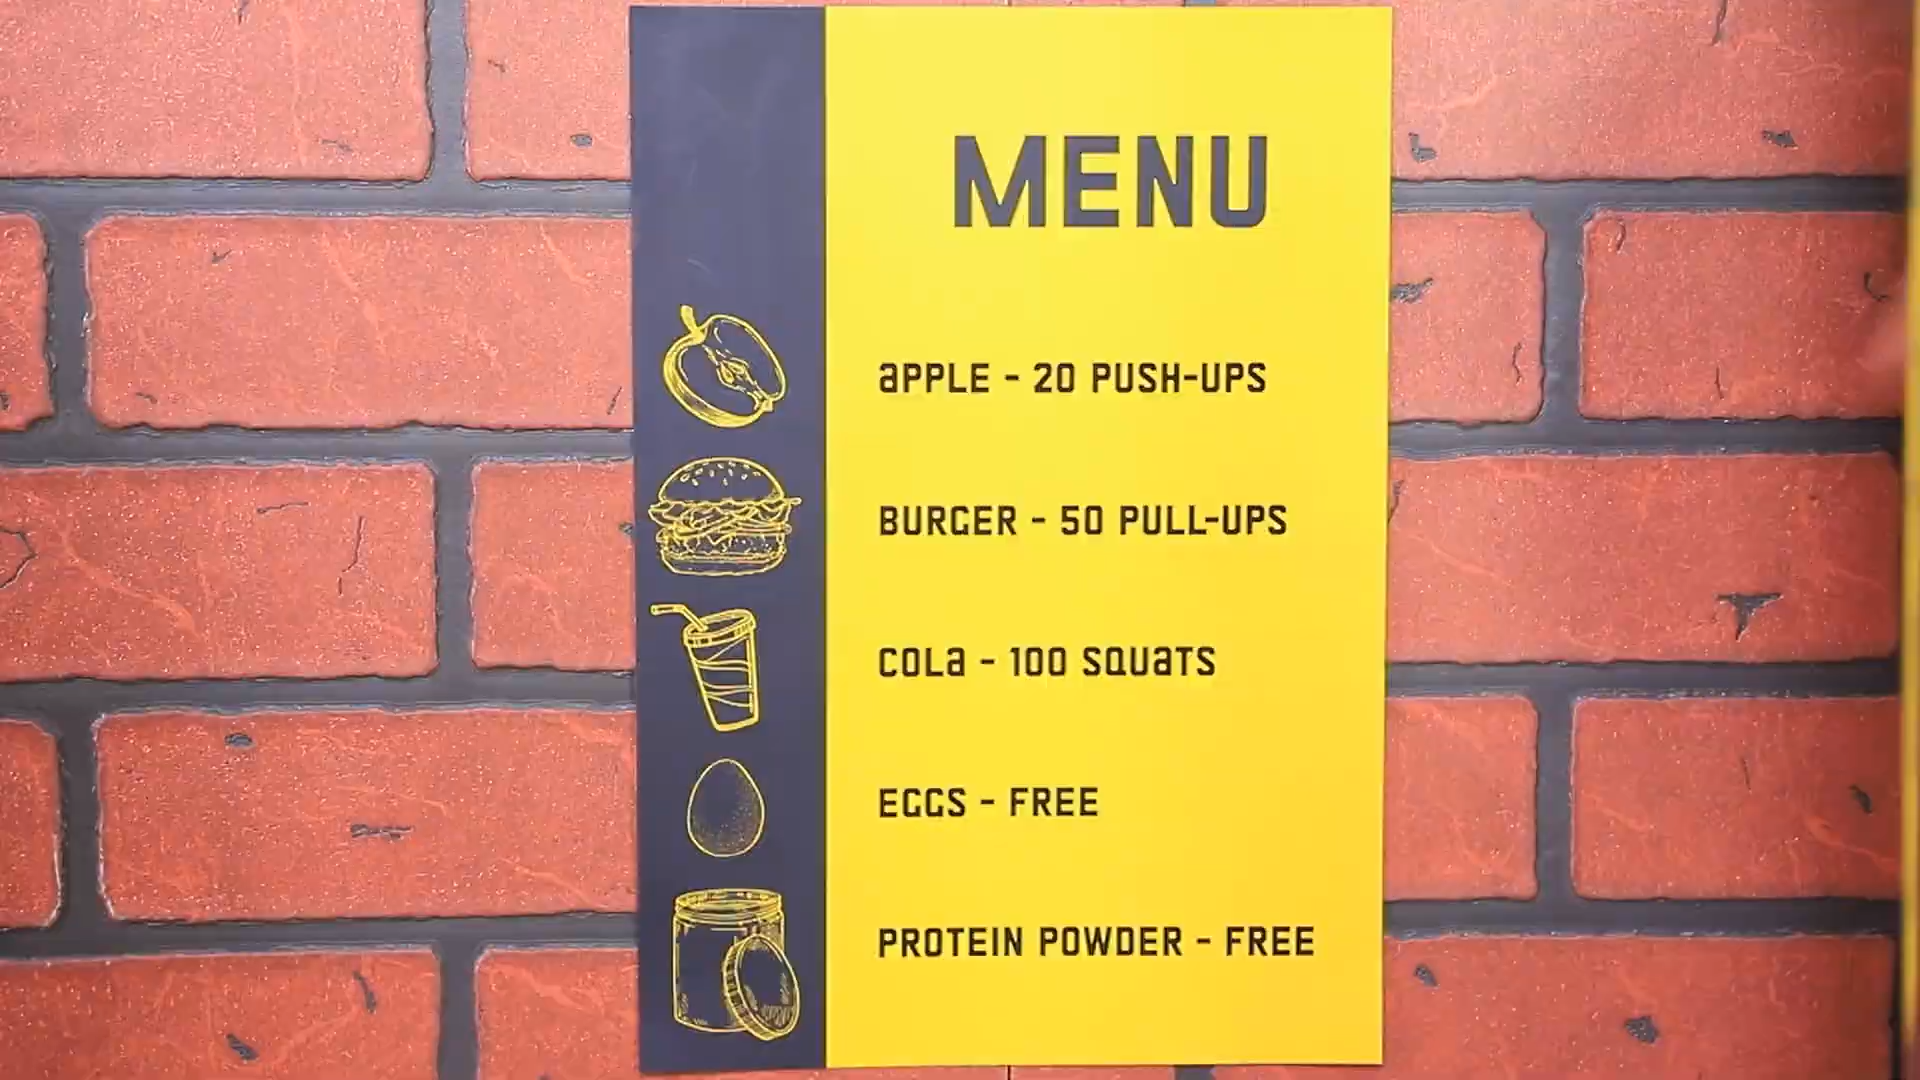 MENU
aPPLE - 20 PUSH-UPS
BURGER - 50 PULL-UPS
COLa - 100 SQUaTS
EGGS - FREE
PROTEIN POWDER - FREE